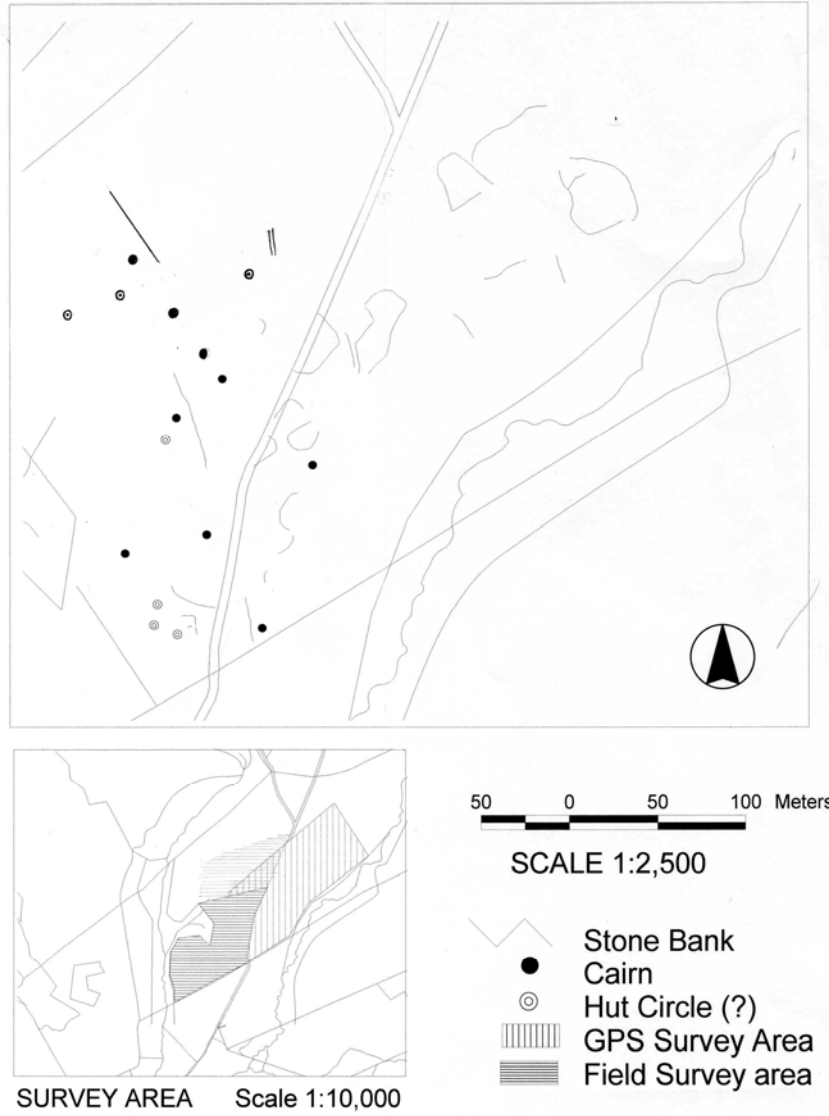 50 0 50 100 Meters
SCALE 1:2,500
Stone Bank
Cairn
Hut Circle (?)
GPS Survey Area
Field Survey area
SURVEY AREA Scale 1:10,000